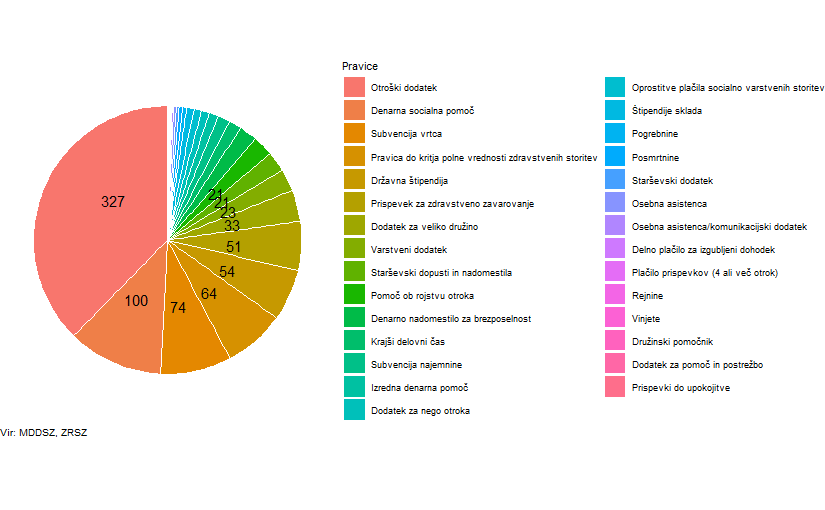 Pravice
Otroški dodatek
Denarna socialna pomoč
Subvencija vrtca
Pravica do kritja polne vrednosti zdravstvenih storitev
Državna štipendija
Prispevek za zdravstveno zavarovanje
Dodatek za veliko družino
Varstveni dodatek
Starševski dopusti in nadomestila
Pomoč ob rojstvu otroka
Denarno nadomestilo za brezposelnost
Krajši delovni čas
Subvencija najemnine
Izredna denarna pomoč
Dodatek za nego otroka
Oprostitve plačila socialno varstvenih storitev
Štipendije sklada
Pogrebnine
Posmrtnine
Starševski dodatek
Osebna asistenca
Osebna asistenca/komunikacijski dodatek
Delno plačilo za izgubljeni dohodek
Plačilo prispevkov (4 ali več otrok)
Rejnine
Vinjete
Družinski pomočnik
Dodatek za pomoč in postrežbo
Prispevki do upokojitve
327
100
74
64
54
51
33
23
21
21
Vir: MDDSZ, ZRSZ